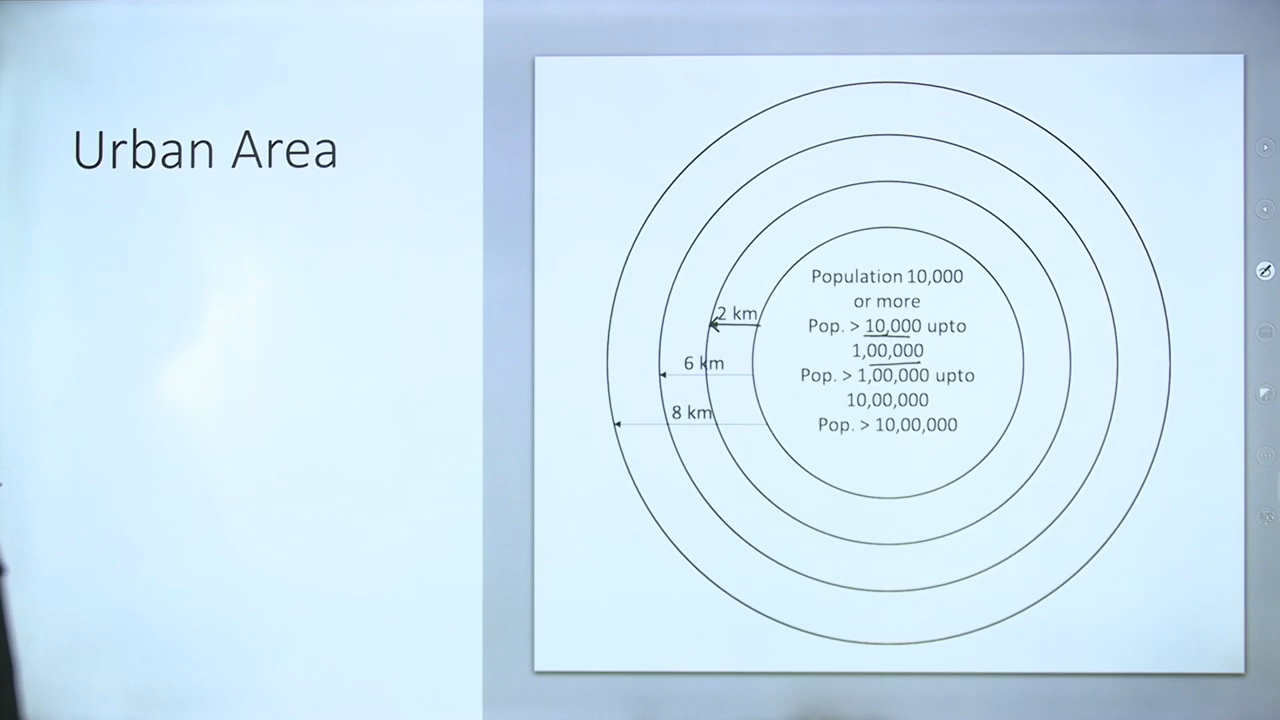 Urban Area
Population 10,000
or more
Pop. > 10,000 upto
1,00,000
Pop. > 1,00,000 upto
10,00,000
Pop. > 10,00,000
2 km
6 km
8 km